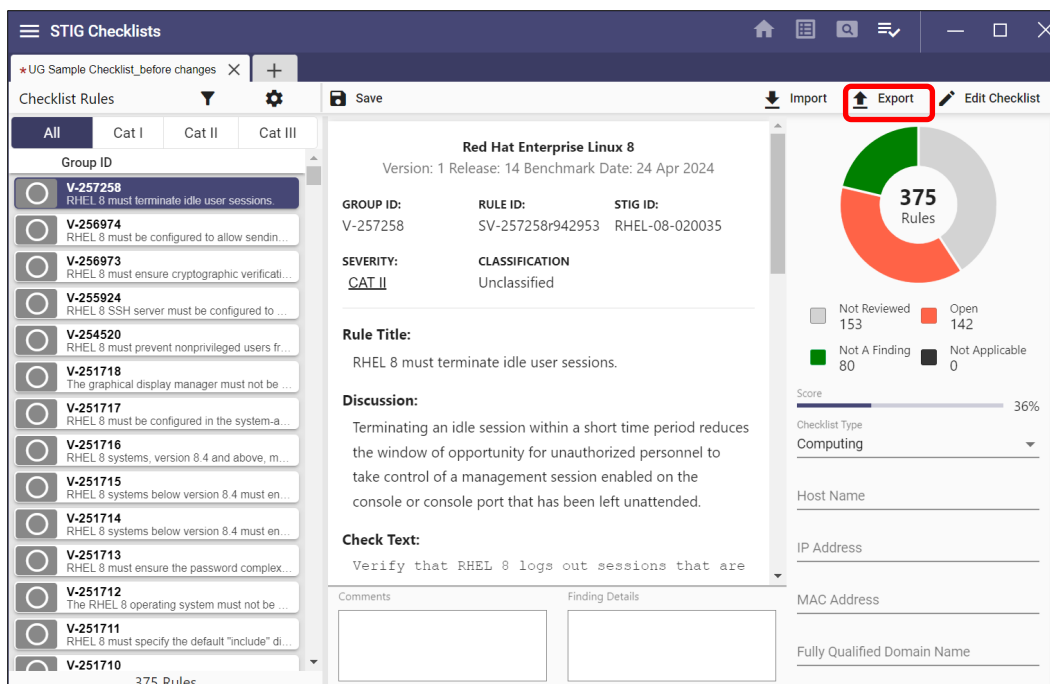 STIG Checklists
*UG Sample Checklist_before changes
Checklist Rules
Save
Import
Export
Edit Checklist
All Cat I Cat II Cat III
Group ID
V-257258
RHEL 8 must terminate idle user sessions.
V-256974
RHEL 8 must be configured to allow sendin...
V-256973
RHEL 8 must ensure cryptographic verificati...
V-255924
RHEL 8 SSH server must be configured to ...
V-254520
RHEL 8 must prevent nonprivileged users fr...
V-251718
The graphical display manager must not be ...
V-251717
RHEL 8 must be configured in the system-a...
V-251716
RHEL 8 systems, version 8.4 and above, m...
V-251715
RHEL 8 systems below version 8.4 must en...
V-251714
RHEL 8 systems below version 8.4 must en...
V-251713
RHEL 8 must ensure the password complex...
V-251712
The RHEL 8 operating system must not be ...
V-251711
RHEL 8 must specify the default "include" di...
V-251710
375 Rules
Red Hat Enterprise Linux 8
Version: 1 Release: 14 Benchmark Date: 24 Apr 2024
GROUP ID: RULE ID: STIG ID:
V-257258 SV-257258r942953 RHEL-08-020035
SEVERITY: CLASSIFICATION
CAT II Unclassified
Rule Title:
RHEL 8 must terminate idle user sessions.
Discussion:
Terminating an idle session within a short time period reduces
the window of opportunity for unauthorized personnel to
take control of a management session enabled on the
console or console port that has been left unattended.
Check Text:
Verify that RHEL 8 logs out sessions that are
Comments
Finding Details
375
Rules
Not Reviewed
153
Open
142
Not A Finding
80
Not Applicable
0
Score
36%
Checklist Type
Computing
Host Name
IP Address
MAC Address
Fully Qualified Domain Name